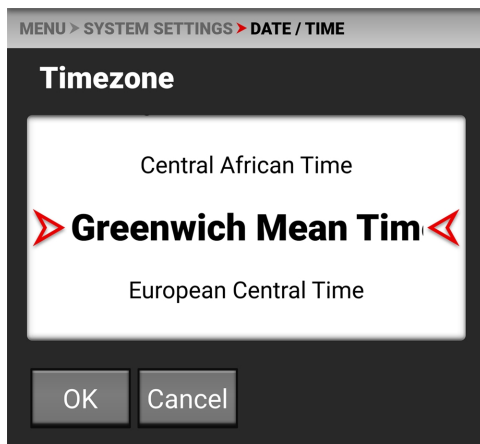 MENU > SYSTEM SETTINGS > DATE / TIME
Timezone
Central African Time
Greenwich Mean Tim
European Central Time
OK Cancel